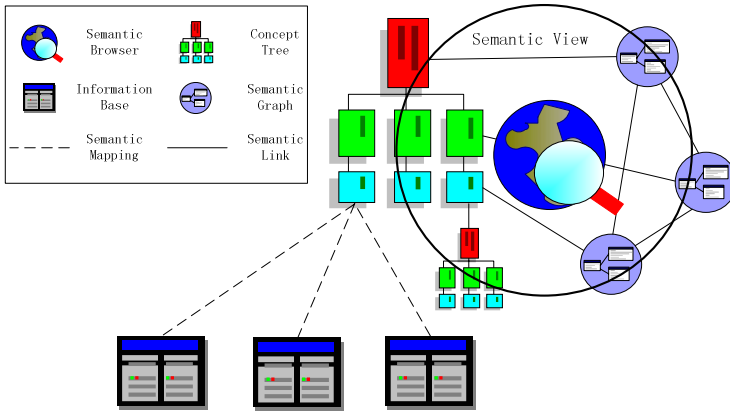 Semantic
Browser
Concept
Tree
Information
Base
Semantic
Graph
Semantic
Mapping
Semantic
Link
Semantic View